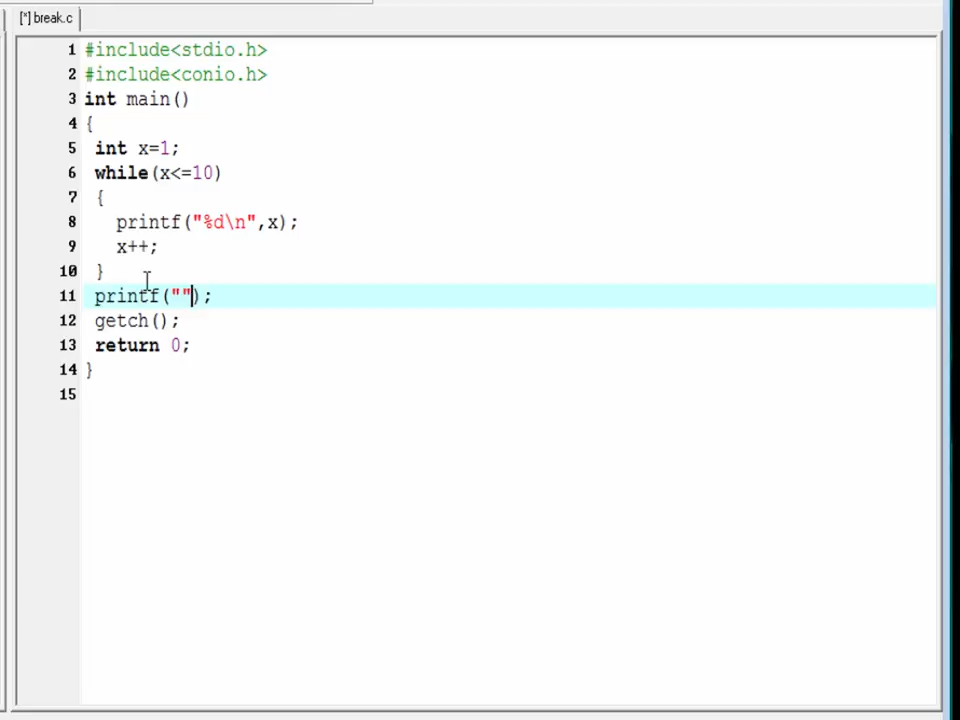 [*] break.c
1 #include<stdio.h>
2 #include<conio.h>
3 int main()
4 {
5 int x=1;
6 while(x<=10)
7 {
8 printf("%d\n",x);
9 x++;
10 }
11 printf("");
12 getch();
13 return 0;
14 }
15